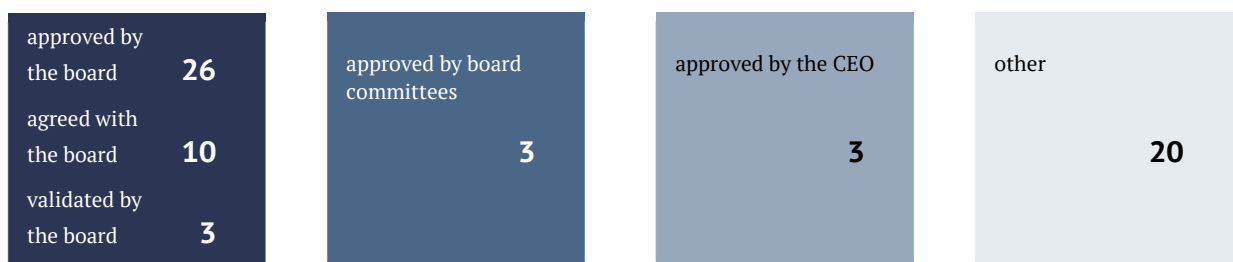 approved by
the board 26
agreed with
the board 10
validated by
the board 3
approved by board
committees
3
approved by the CEO
3
other
20